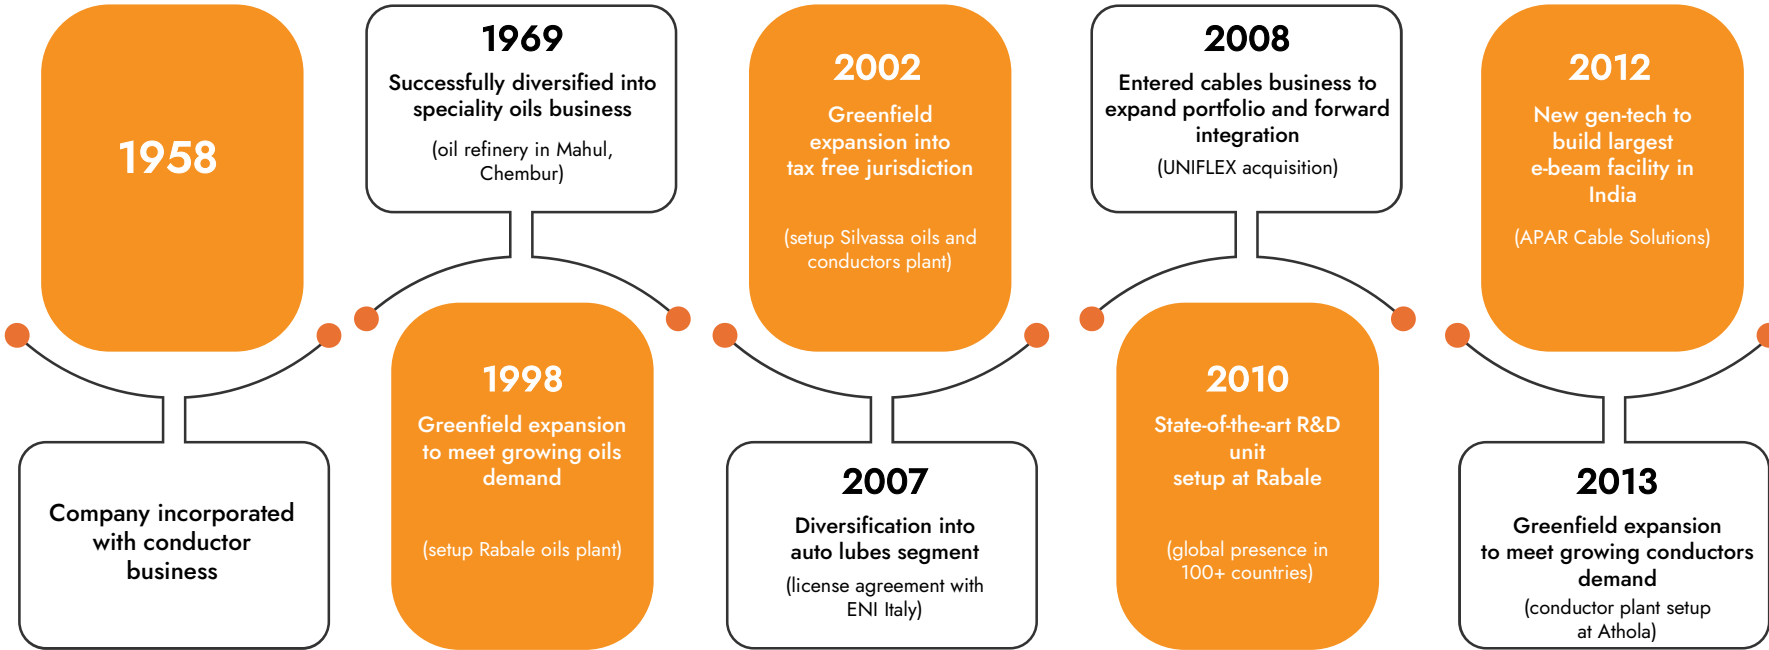 1958
Company incorporated
with conductor
business
1969
Successfully diversified into
speciality oils business
(oil refinery in Mahul,
Chembur)
1998
Greenfield expansion
to meet growing oils
demand
(setup Rabale oils plant)
2002
Greenfield
expansion into
tax free jurisdiction
(setup Silvassa oils and
conductors plant)
2007
Diversification into
auto lubes segment
(license agreement with
ENI Italy)
2008
Entered cables business to
expand portfolio and forward
integration
(UNIFLEX acquisition)
2010
State-of-the-art R&D
unit
setup at Rabale
(global presence in
100+ countries)
2012
New gen-tech to
build largest
e-beam facility in
India
(APAR Cable Solutions)
2013
Greenfield expansion
to meet growing conductors
demand
(conductor plant setup
at Athola)